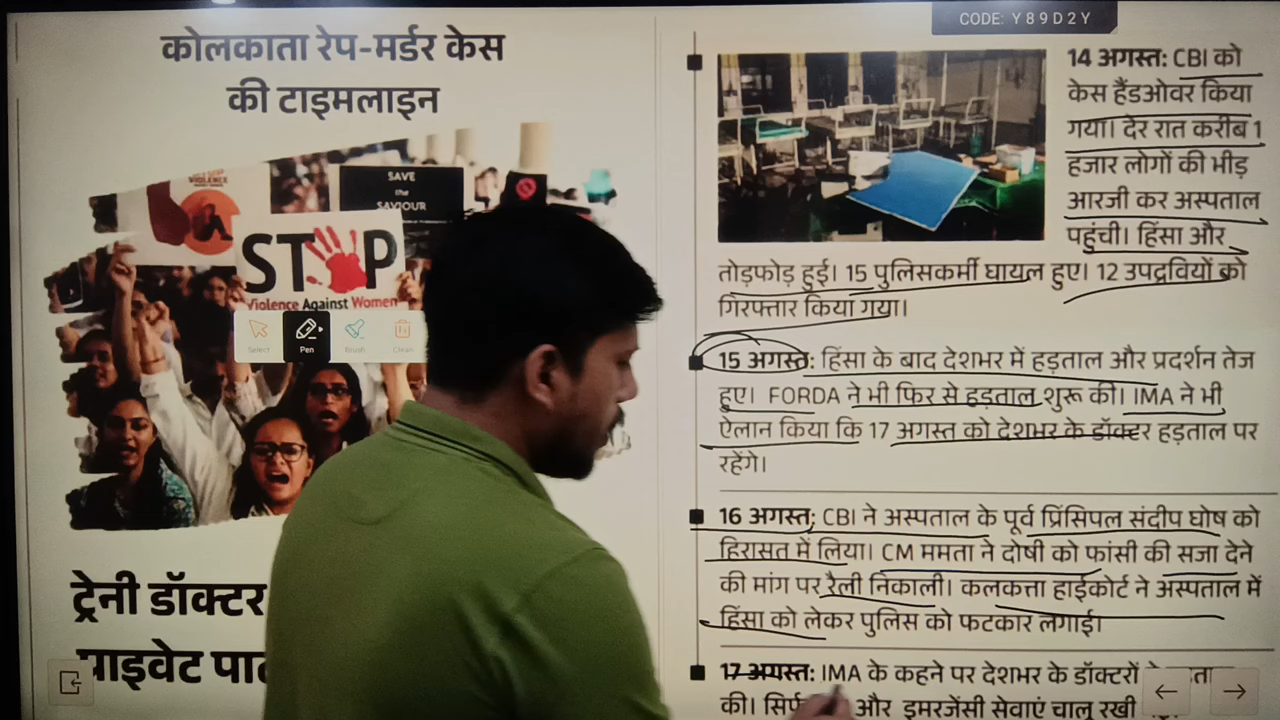 CODE: Y89D2Y
कोलकाता रेप-मर्डर केस
की टाइमलाइन
VIOLENCE
SAVE
the
SAVIOUR
STOP
Violence Against Women
Select
Pen
Brush
Clean
ट्रेनी डॉक्टर
14 अगस्त: CBI को
केस हैंडओवर किया
गया। देर रात करीब 1
हजार लोगों की भीड़
आरजी कर अस्पताल
पहुंची। हिंसा और
तोड़फोड़ हुई। 15 पुलिसकर्मी घायल हुए। 12 उपद्रवियों को
गिरफ्तार किया गया।
15 अगस्त: हिंसा के बाद देशभर में हड़ताल और प्रदर्शन तेज
हुए। FORDA ने भी फिर से हड़ताल शुरू की। IMA ने भी
ऐलान किया कि 17 अगस्त को देशभर के डॉक्टर हड़ताल पर
रहेंगे।
16 अगस्त; CBI ने अस्पताल के पूर्व प्रिंसिपल संदीप घोष को
हिरासत में लिया। CM ममता ने दोषी को फांसी की सजा देने
की मांग पर रैली निकाली। कलकत्ता हाईकोर्ट ने अस्पताल में
हिंसा को लेकर पुलिस को फटकार लगाई।
17 अगस्त: IMA के कहने पर देशभर के डॉक्टरों
की। सिर्फ और इमरजेंसी सेवाएं चालू रखी